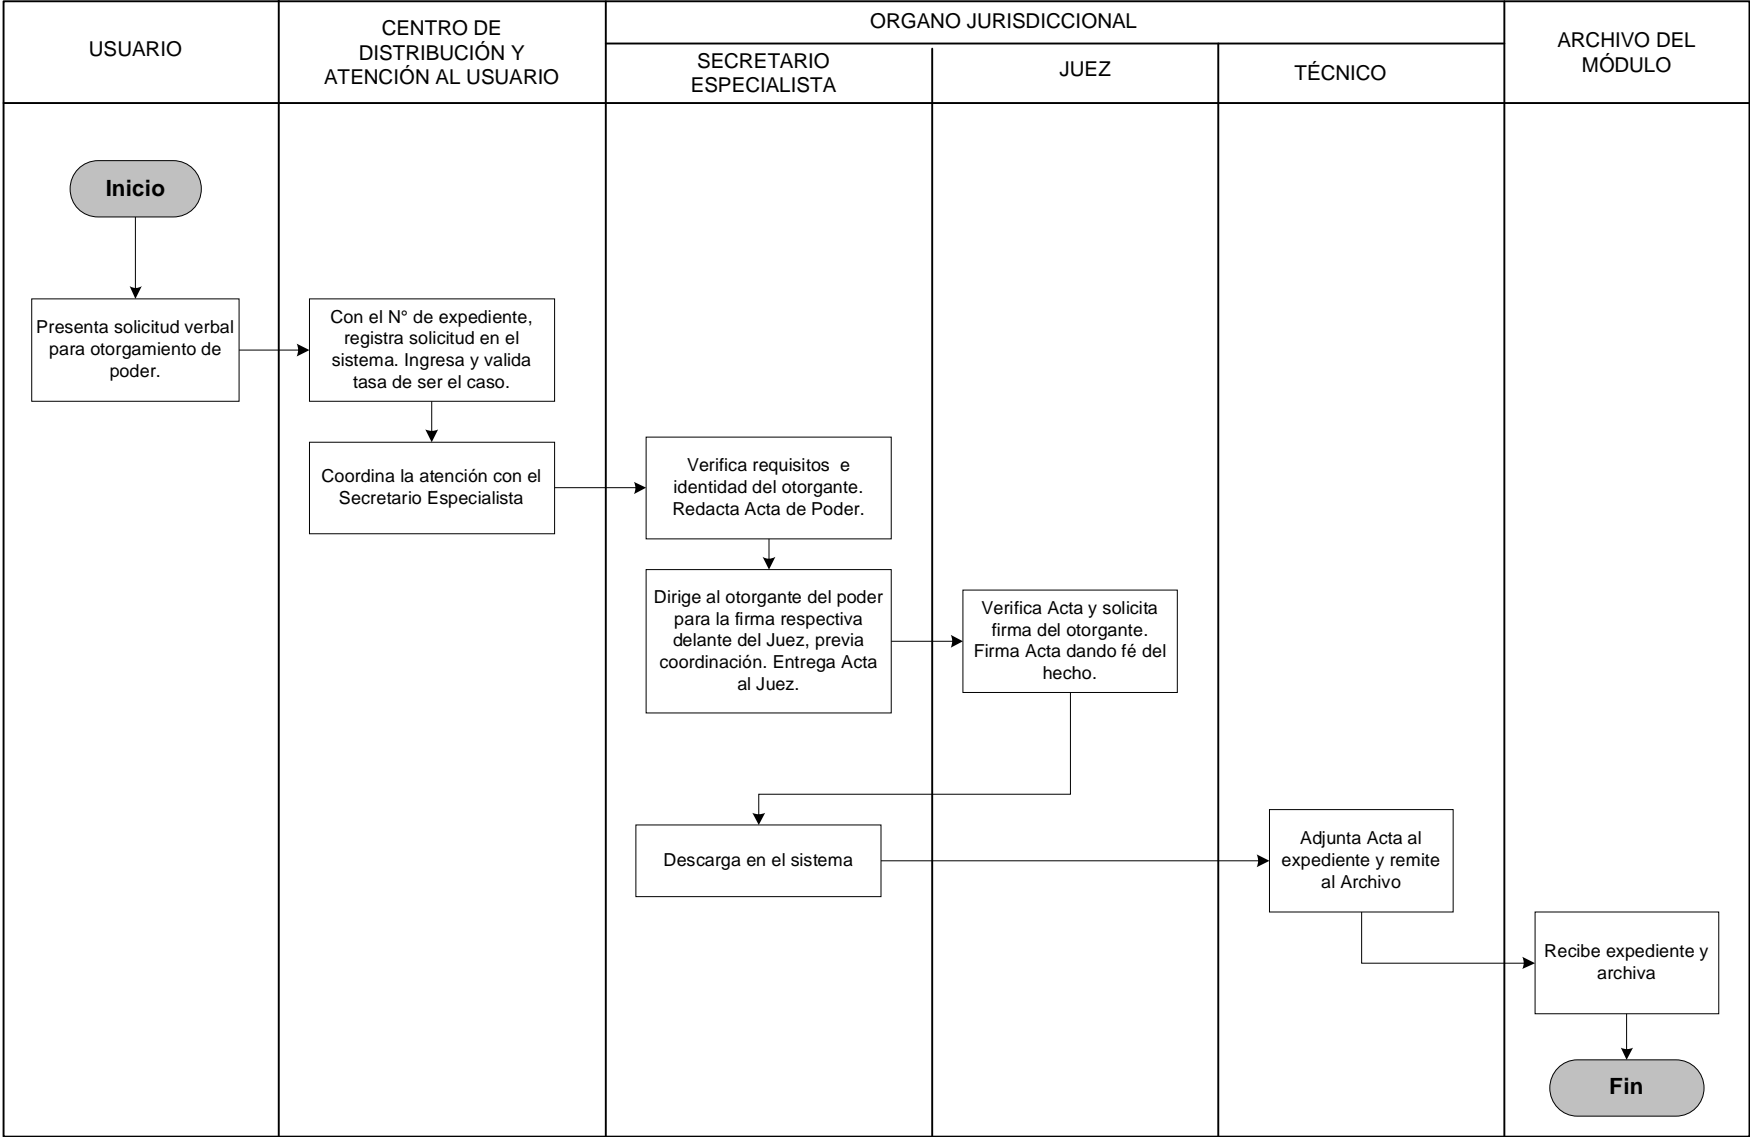 USUARIO
CENTRO DE
DISTRIBUCIÓN Y
ATENCIÓN AL USUARIO
ORGANO JURISDICCIONAL
SECRETARIO
ESPECIALISTA
JUEZ
TÉCNICO
ARCHIVO DEL
MÓDULO
Inicio
Presenta solicitud verbal
para otorgamiento de
poder.
Con el N° de expediente,
registra solicitud en el
sistema. Ingresa y valida
tasa de ser el caso.
Coordina la atención con el
Secretario Especialista
Verifica requisitos e
identidad del otorgante.
Redacta Acta de Poder.
Dirige al otorgante del poder
para la firma respectiva
delante del Juez, previa
coordinación. Entrega Acta
al Juez.
Verifica Acta y solicita
firma del otorgante.
Firma Acta dando fé del
hecho.
Descarga en el sistema
Adjunta Acta al
expediente y remite
al Archivo
Recibe expediente y
archiva
Fin